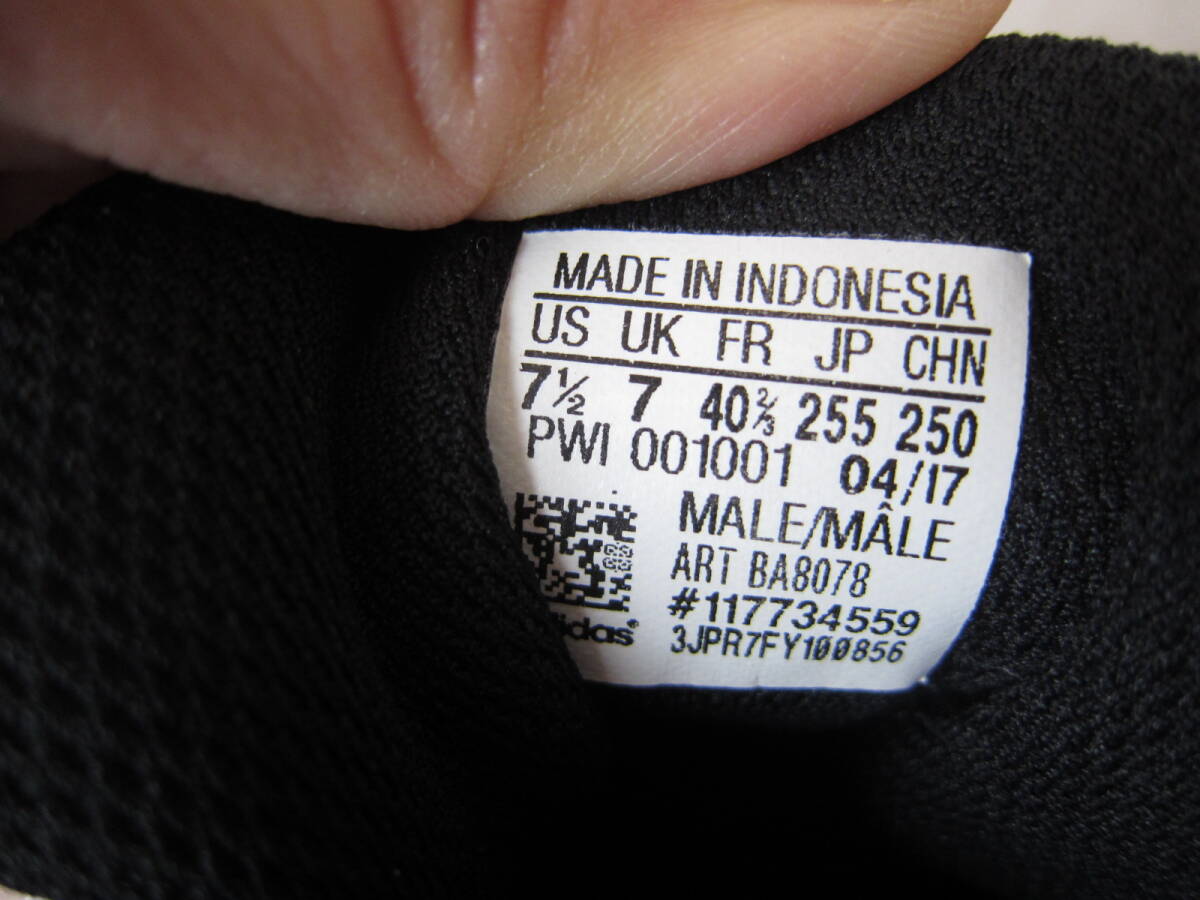 MADE IN INDONESIA
US UK FR JP CHN
7½ 7 40⅔ 255 250
PWI 001001 04/17
MALE/MÂLE
ART BA8078
#117734559
3JPR7FY100856
adidas®